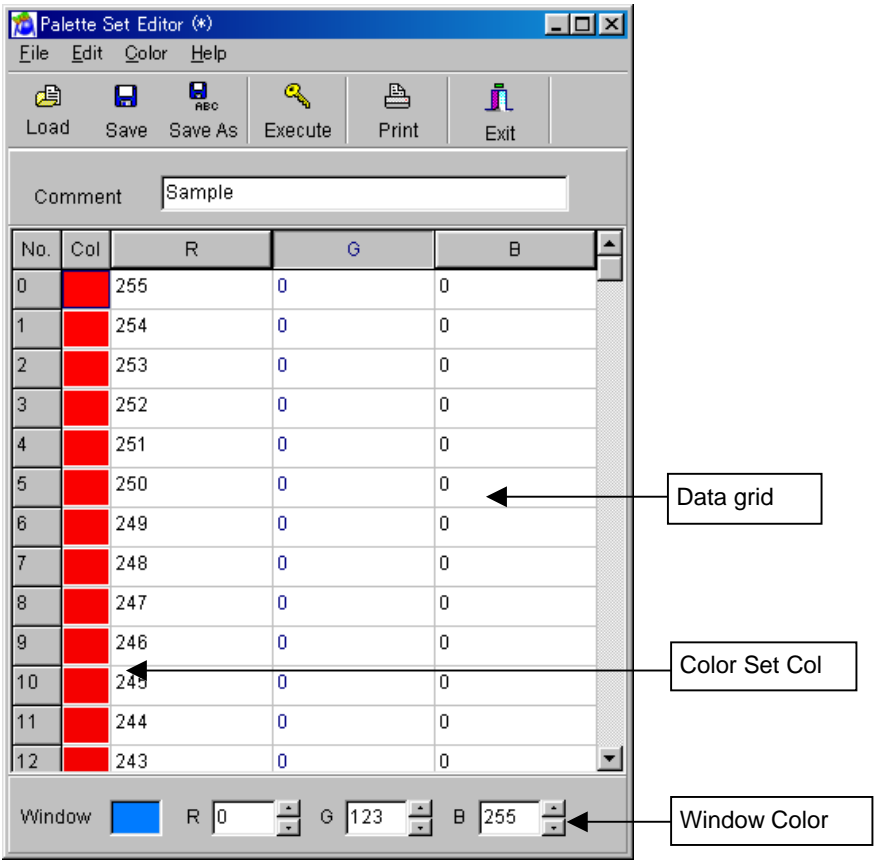 Palette Set Editor (*)
File Edit Color Help
ABC
Load Save Save As Execute Print Exit
Comment Sample
No. Col R G B
0 255 0 0
1 254 0 0
2 253 0 0
3 252 0 0
4 251 0 0
5 250 0 0
Data grid
6 249 0 0
7 248 0 0
8 247 0 0
9 246 0 0
Color Set Col
10 245 0 0
11 244 0 0
12 243 0 0
Window R 0 G 123 B 255
Window Color